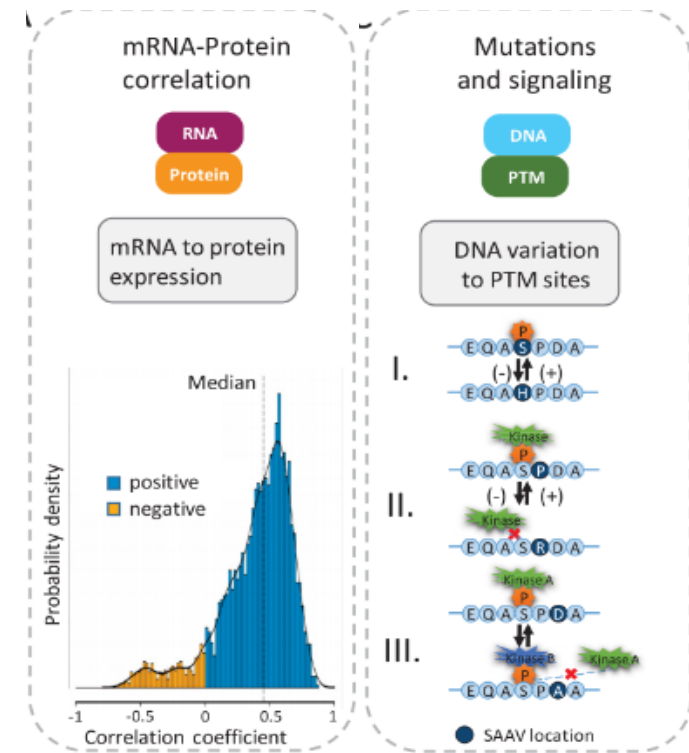 mRNA-Protein
correlation
RNA
Protein
mRNA to protein
expression
Median
positive
negative
Probability density
-1 -0.5 0 0.5 1
Correlation coefficient
Mutations
and signaling
DNA
PTM
DNA variation
to PTM sites
I.
P
E Q A S P D A
(-) (+)
E Q A H P D A
II.
Kinase
P
E Q A S P D A
(-) (+)
Kinase
E Q A S R D A
III.
Kinase A
P
E Q A S P D A
Kinase B Kinase A
P
E Q A S P A A
SAAV location